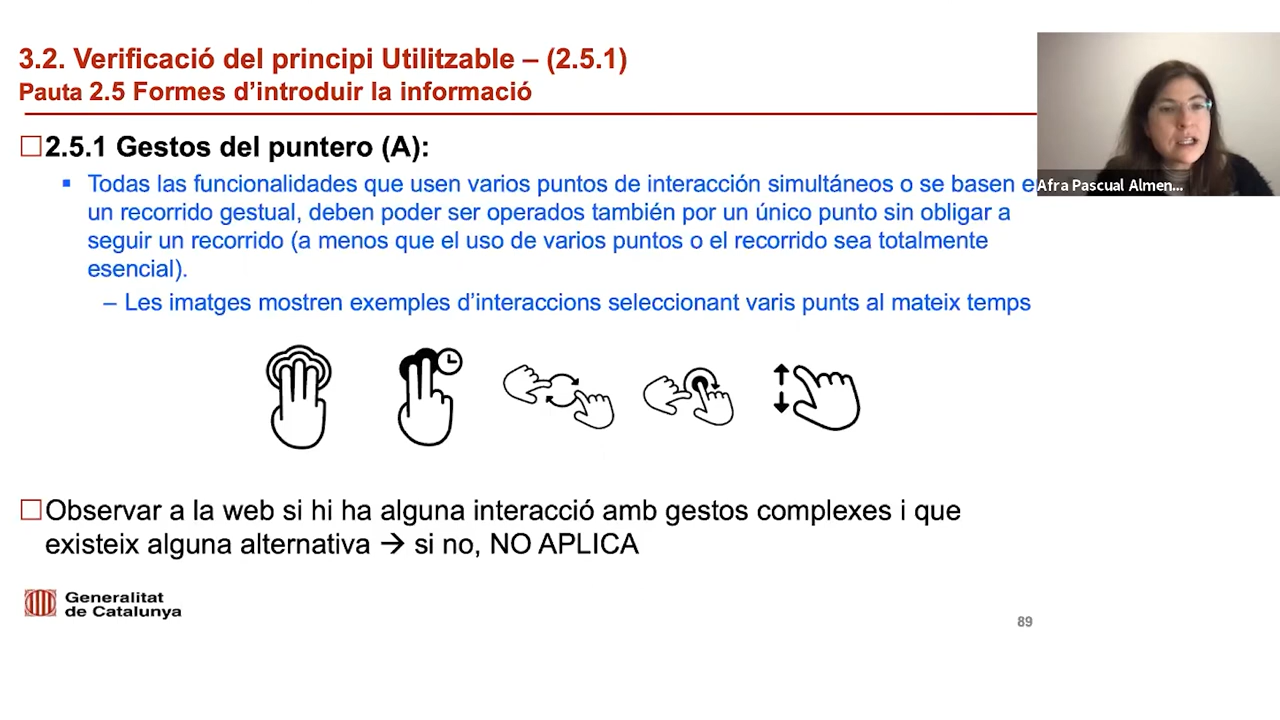 3.2. Verificació del principi Utilitzable – (2.5.1)
Pauta 2.5 Formes d’introduir la informació
2.5.1 Gestos del puntero (A):
Todas las funcionalidades que usen varios puntos de interacción simultáneos o se basen e
un recorrido gestual, deben poder ser operados también por un único punto sin obligar a
seguir un recorrido (a menos que el uso de varios puntos o el recorrido sea totalmente
esencial).
– Les imatges mostren exemples d’interaccions seleccionant varis punts al mateix temps
Observar a la web si hi ha alguna interacció amb gestos complexes i que
existeix alguna alternativa → si no, NO APLICA
Generalitat
de Catalunya
89
Afra Pascual Almen...